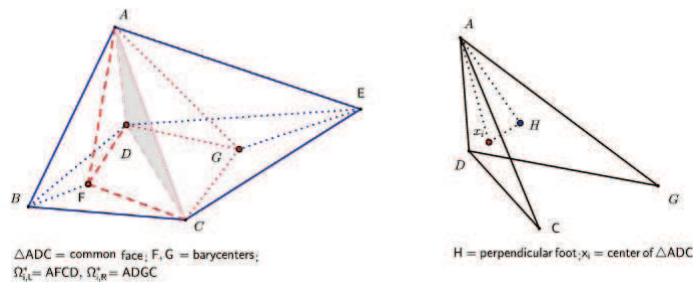 A
E
D
G
B
F
C
△ADC = common face; F, G = barycenters;
Ω*i,L= AFCD, Ω*i,R= ADGC
A
xi
H
D
G
C
H = perpendicular foot; xi = center of △ADC